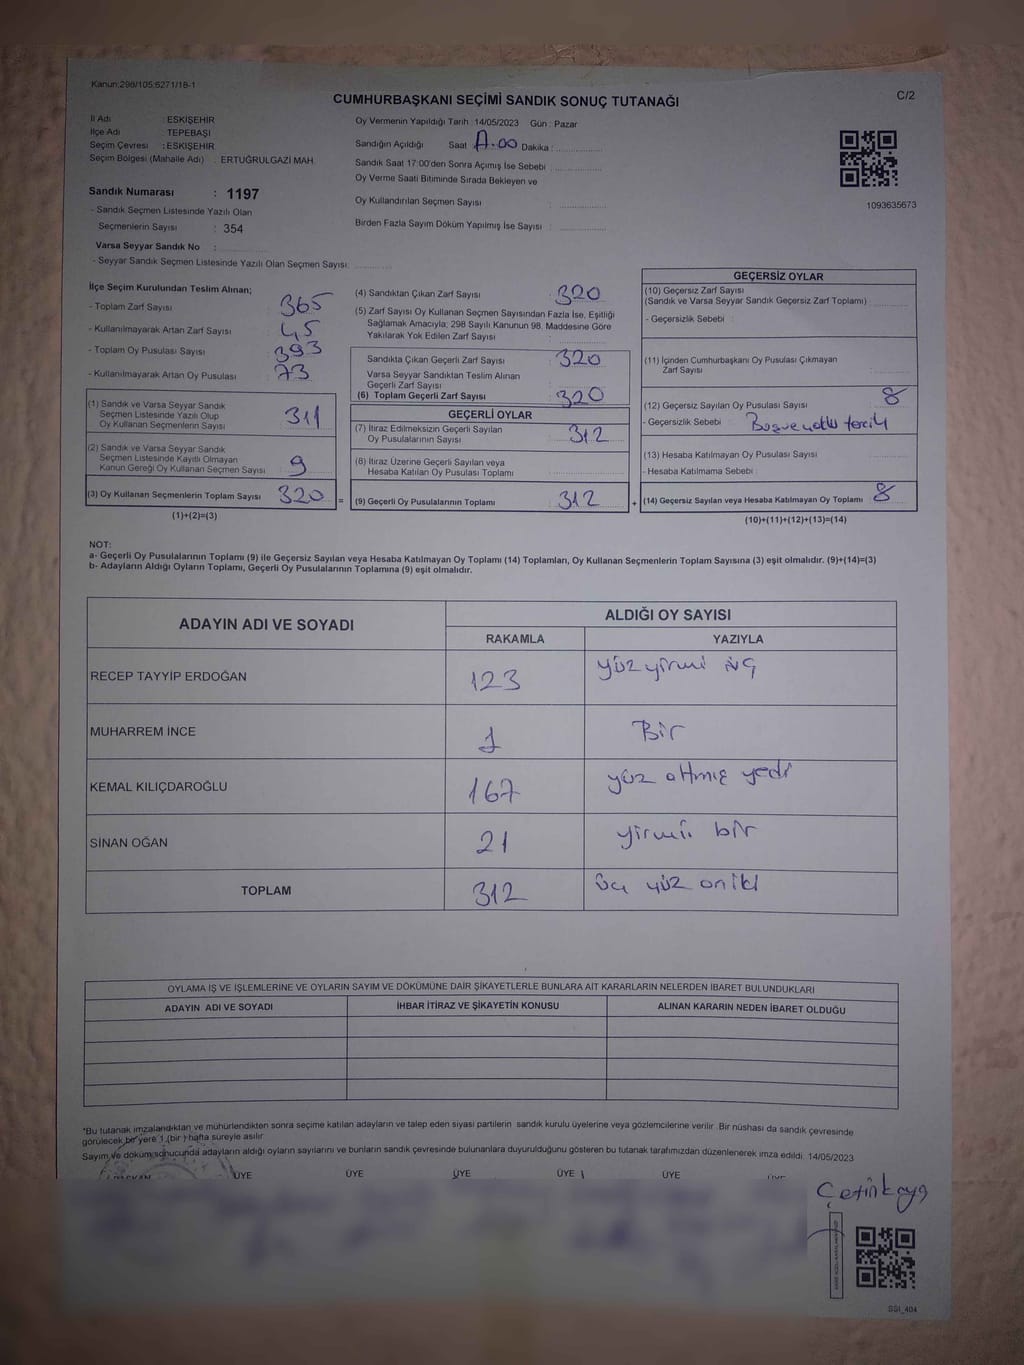 Kanun:298/105;6271/18-1
C/2
CUMHURBAŞKANI SEÇİMİ SANDIK SONUÇ TUTANAĞI
İl Adı : ESKİŞEHİR
İlçe Adı : TEPEBAŞI
Seçim Çevresi : ESKİŞEHİR
Seçim Bölgesi (Mahalle Adı) : ERTUĞRULGAZİ MAH.
Sandık Numarası : 1197
- Sandık Seçmen Listesinde Yazılı Olan
Seçmenlerin Sayısı : 354
Varsa Seyyar Sandık No :
- Seyyar Sandık Seçmen Listesinde Yazılı Olan Seçmen Sayısı:
Oy Vermenin Yapıldığı Tarih : 14/05/2023 Gün : Pazar
Sandığın Açıldığı Saat .00 Dakika :
Sandık Saat 17:00'den Sonra Açımış İse Sebebi :
Oy Verme Saati Bitiminde Sırada Bekleyen ve
Oy Kullandırılan Seçmen Sayısı :
Birden Fazla Sayım Döküm Yapılmış İse Sayısı :
1093635673
İlçe Seçim Kurulundan Teslim Alınan;
- Toplam Zarf Sayısı : 365
- Kullanılmayarak Artan Zarf Sayısı : 45
- Toplam Oy Pusulası Sayısı : 393
- Kullanılmayarak Artan Oy Pusulası : 73
(1) Sandık ve Varsa Seyyar Sandık
Seçmen Listesinde Yazılı Olup
Oy Kullanan Seçmenlerin Sayısı : 311
(2) Sandık ve Varsa Seyyar Sandık
Seçmen Listesinde Kayıtlı Olmayan
Kanun Gereği Oy Kullanan Seçmen Sayısı : 9
(3) Oy Kullanan Seçmenlerin Toplam Sayısı : 320
(1)+(2)=(3)
=
(4) Sandıktan Çıkan Zarf Sayısı : 320
(5) Zarf Sayısı Oy Kullanan Seçmen Sayısından Fazla İse, Eşitliği
Sağlamak Amacıyla; 298 Sayılı Kanunun 98. Maddesine Göre
Yakılarak Yok Edilen Zarf Sayısı :
Sandıkta Çıkan Geçerli Zarf Sayısı : 320
Varsa Seyyar Sandıktan Teslim Alınan
Geçerli Zarf Sayısı :
(6) Toplam Geçerli Zarf Sayısı : 320
GEÇERLİ OYLAR
(7) İtiraz Edilmeksizin Geçerli Sayılan
Oy Pusulalarının Sayısı : 312
(8) İtiraz Üzerine Geçerli Sayılan veya
Hesaba Katılan Oy Pusulası Toplamı :
(9) Geçerli Oy Pusulalarının Toplamı : 312
+
GEÇERSİZ OYLAR
(10) Geçersiz Zarf Sayısı
(Sandık ve Varsa Seyyar Sandık Geçersiz Zarf Toplamı) :
- Geçersizlik Sebebi :
(11) İçinden Cumhurbaşkanı Oy Pusulası Çıkmayan
Zarf Sayısı :
(12) Geçersiz Sayılan Oy Pusulası Sayısı : 8
- Geçersizlik Sebebi : tercih
(13) Hesaba Katılmayan Oy Pusulası Sayısı :
- Hesaba Katılmama Sebebi :
(14) Geçersiz Sayılan veya Hesaba Katılmayan Oy Toplamı : 8
(10)+(11)+(12)+(13)=(14)
NOT:
a- Geçerli Oy Pusulalarının Toplamı (9) ile Geçersiz Sayılan veya Hesaba Katılmayan Oy Toplamı (14) Toplamları, Oy Kullanan Seçmenlerin Toplam Sayısına (3) eşit olmalıdır. (9)+(14)=(3)
b- Adayların Aldığı Oyların Toplamı, Geçerli Oy Pusulalarının Toplamına (9) eşit olmalıdır.
ADAYIN ADI VE SOYADI
ALDIĞI OY SAYISI
RAKAMLA YAZIYLA
RECEP TAYYİP ERDOĞAN 123 yüz yirmi üç
MUHARREM İNCE 1 Bir
KEMAL KILIÇDAROĞLU 167 yüz altmış yedi
SİNAN OĞAN 21 yirmi bir
TOPLAM 312 üç yüz oniki
OYLAMA İŞ VE İŞLEMLERİNE VE OYLARIN SAYIM VE DÖKÜMÜNE DAİR ŞİKAYETLERLE BUNLARA AİT KARARLARIN NELERDEN İBARET BULUNDUKLARI
ADAYIN ADI VE SOYADI İHBAR İTİRAZ VE ŞİKAYETİN KONUSU ALINAN KARARIN NEDEN İBARET OLDUĞU
*Bu tutanak imzalandıktan ve mühürlendikten sonra seçime katılan adayların ve talep eden siyasi partilerin sandık kurulu üyelerine veya gözlemcilerine verilir. Bir nüshası da sandık çevresinde
görülecek bir yere 1 (bir) hafta süreyle asılır.
Sayım ve döküm sonucunda adayların aldığı oyların sayılarını ve bunların sandık çevresinde bulunanlara duyurulduğunu gösteren bu tutanak tarafımızdan düzenlenerek imza edildi. 14/05/2023
BAŞKAN ÜYE ÜYE ÜYE ÜYE ÜYE ÜYE
Çetinkaya
SSI_404